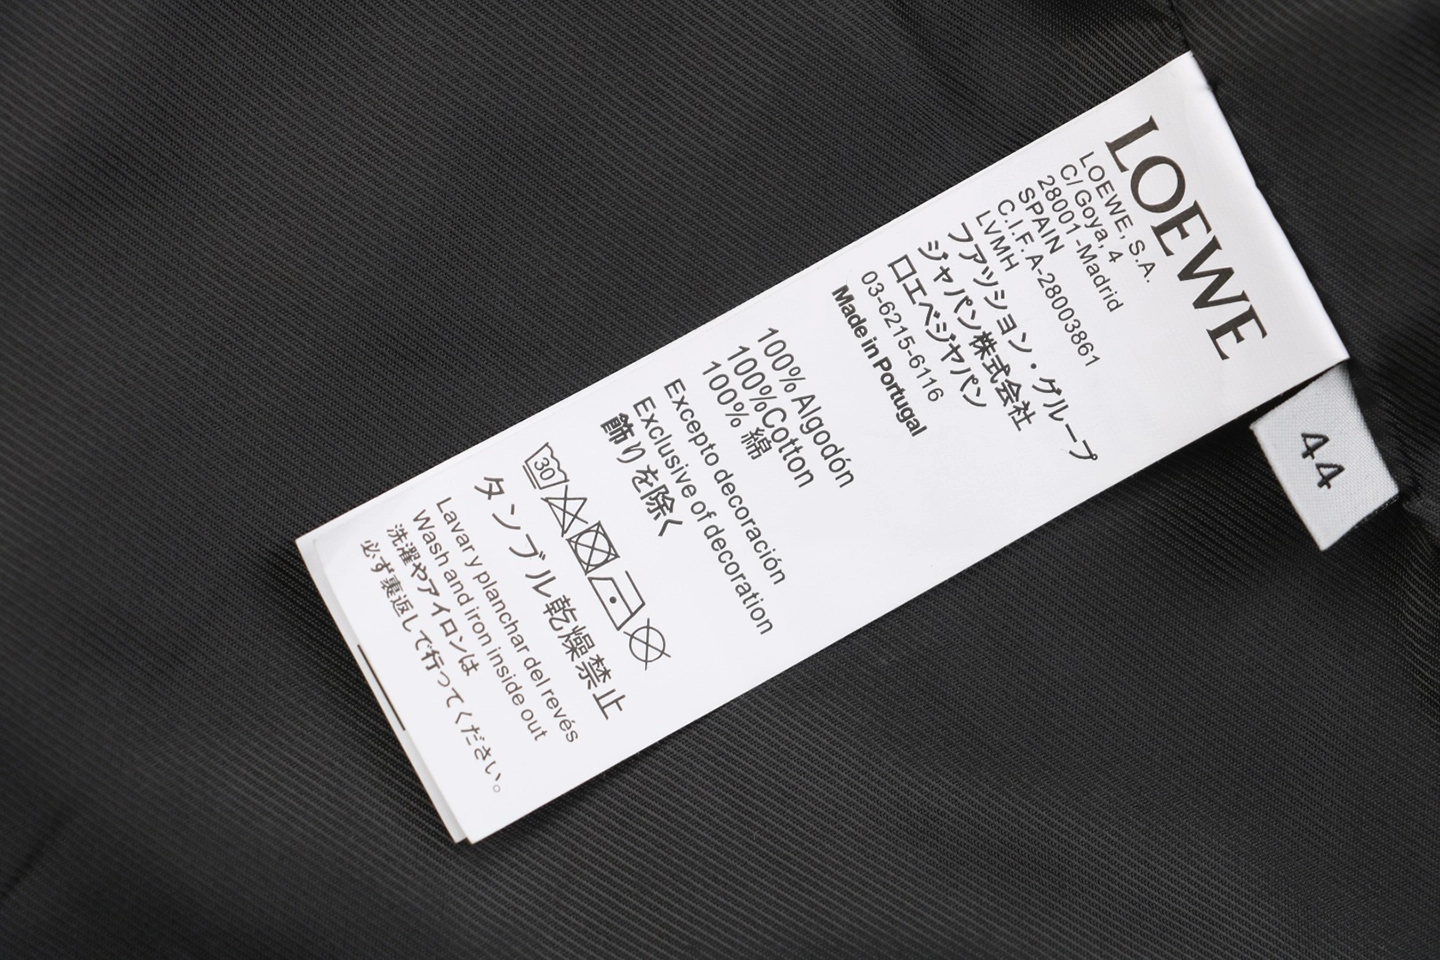 LOEWE
LOEWE, S.A.
C/ Goya, 4
28001 -Madrid
SPAIN
C.I.F. A-28003861
LVMH
フアッション・グループ
ジャパン株式会社
ロエベジャパン
03-6215-6116
Made in Portugal
100% Algodón
100%Cotton
100% 綿
Excepto decoración
Exclusive of decoration
飾りを除く
30
タンブル乾燥禁止
Lavar y planchar del revés
Wash and iron inside out
洗濯やアイロンは
必ず裏返しで行ってください。
44